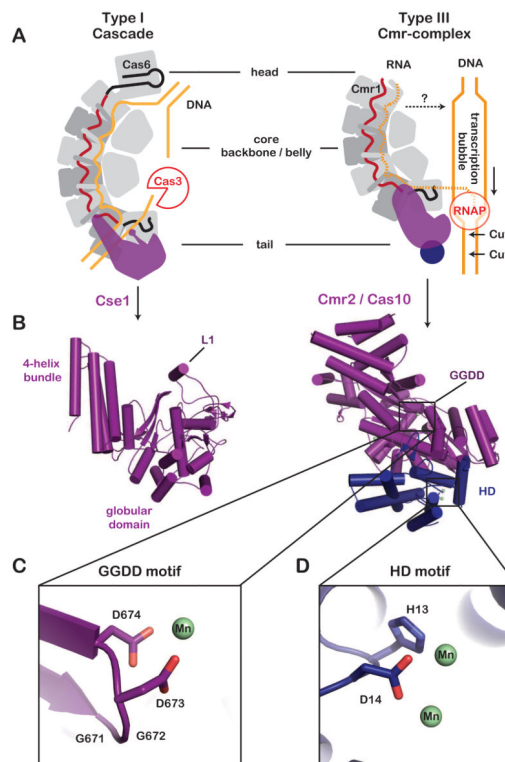 A
Type I
Cascade
Type III
Cmr-complex
Cas6
head
RNA
DNA
Cmr1
DNA
?
core
backbone / belly
transcription
bubble
Cas3
RNAP
Cu
Cu
tail
Cse1
Cmr2 / Cas10
B
4-helix
bundle
L1
GGDD
globular
domain
HD
C
GGDD motif
D
HD motif
D674
Mn
D673
G671
G672
H13
Mn
D14
Mn